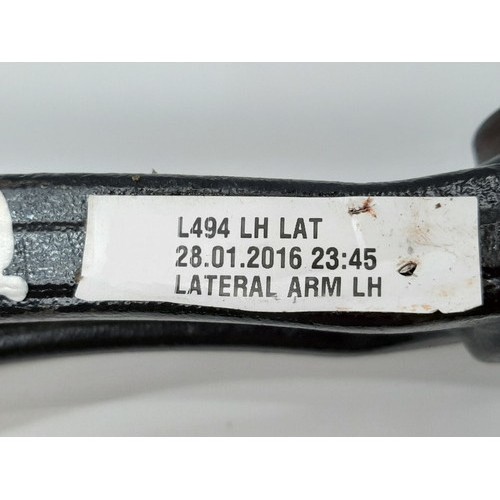 L494 LH LAT
28.01.2016 23:45
LATERAL ARM LH